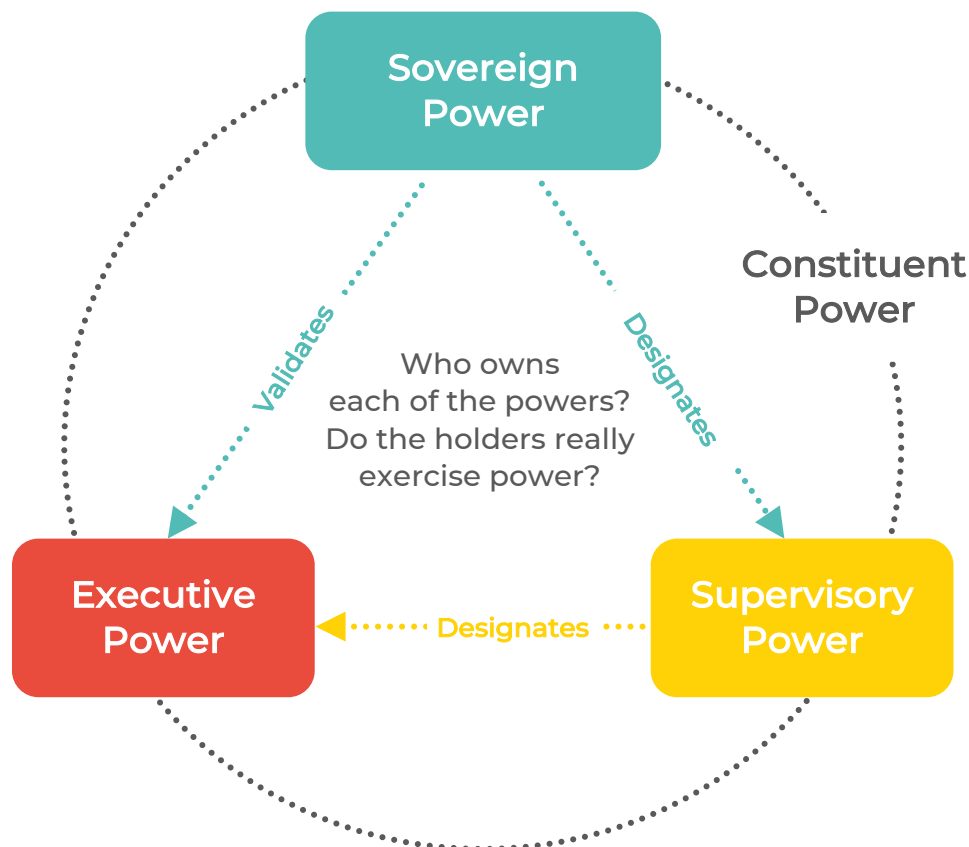 Sovereign
Power
Constituent
Power
Validates
Designates
Who owns
each of the powers?
Do the holders really
exercise power?
Executive
Power
Designates
Supervisory
Power